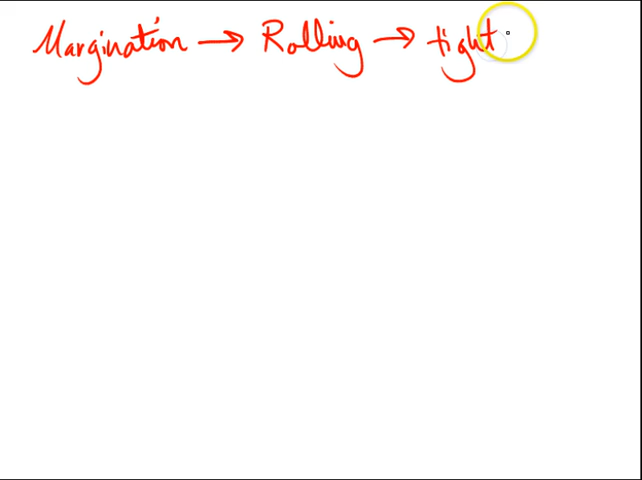 Margination → Rolling → tight